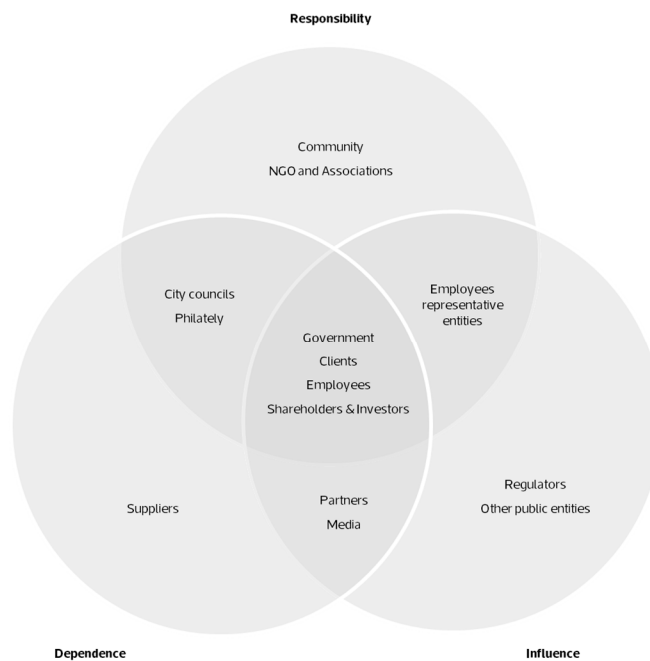 Responsibility
Community
NGO and Associations
City councils
Philately
Employees
representative
entities
Government
Clients
Employees
Shareholders & Investors
Suppliers
Partners
Media
Regulators
Other public entities
Dependence
Influence